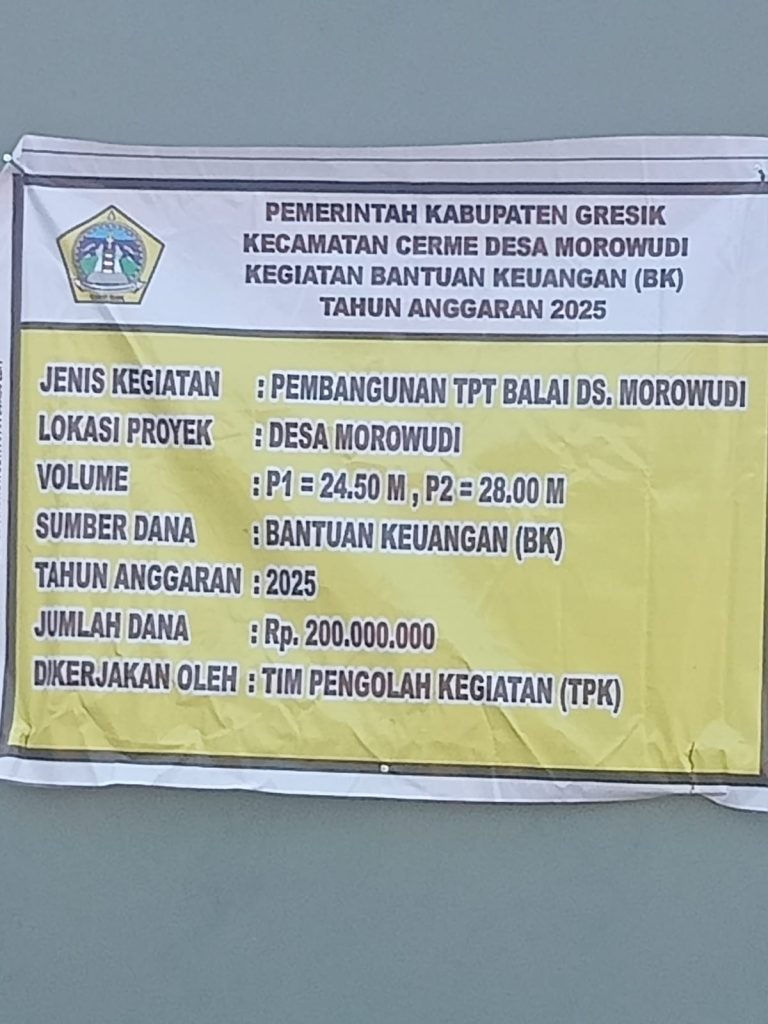 PEMERINTAH KABUPATEN GRESIK
KECAMATAN CERME DESA MOROWUDI
KEGIATAN BANTUAN KEUANGAN (BK)
TAHUN ANGGARAN 2025
JENIS KEGIATAN : PEMBANGUNAN TPT BALAI DS. MOROWUDI
LOKASI PROYEK : DESA MOROWUDI
VOLUME : P1 = 24.50 M , P2 = 28.00 M
SUMBER DANA : BANTUAN KEUANGAN (BK)
TAHUN ANGGARAN : 2025
JUMLAH DANA : Rp. 200.000.000
DIKERJAKAN OLEH : TIM PENGOLAH KEGIATAN (TPK)